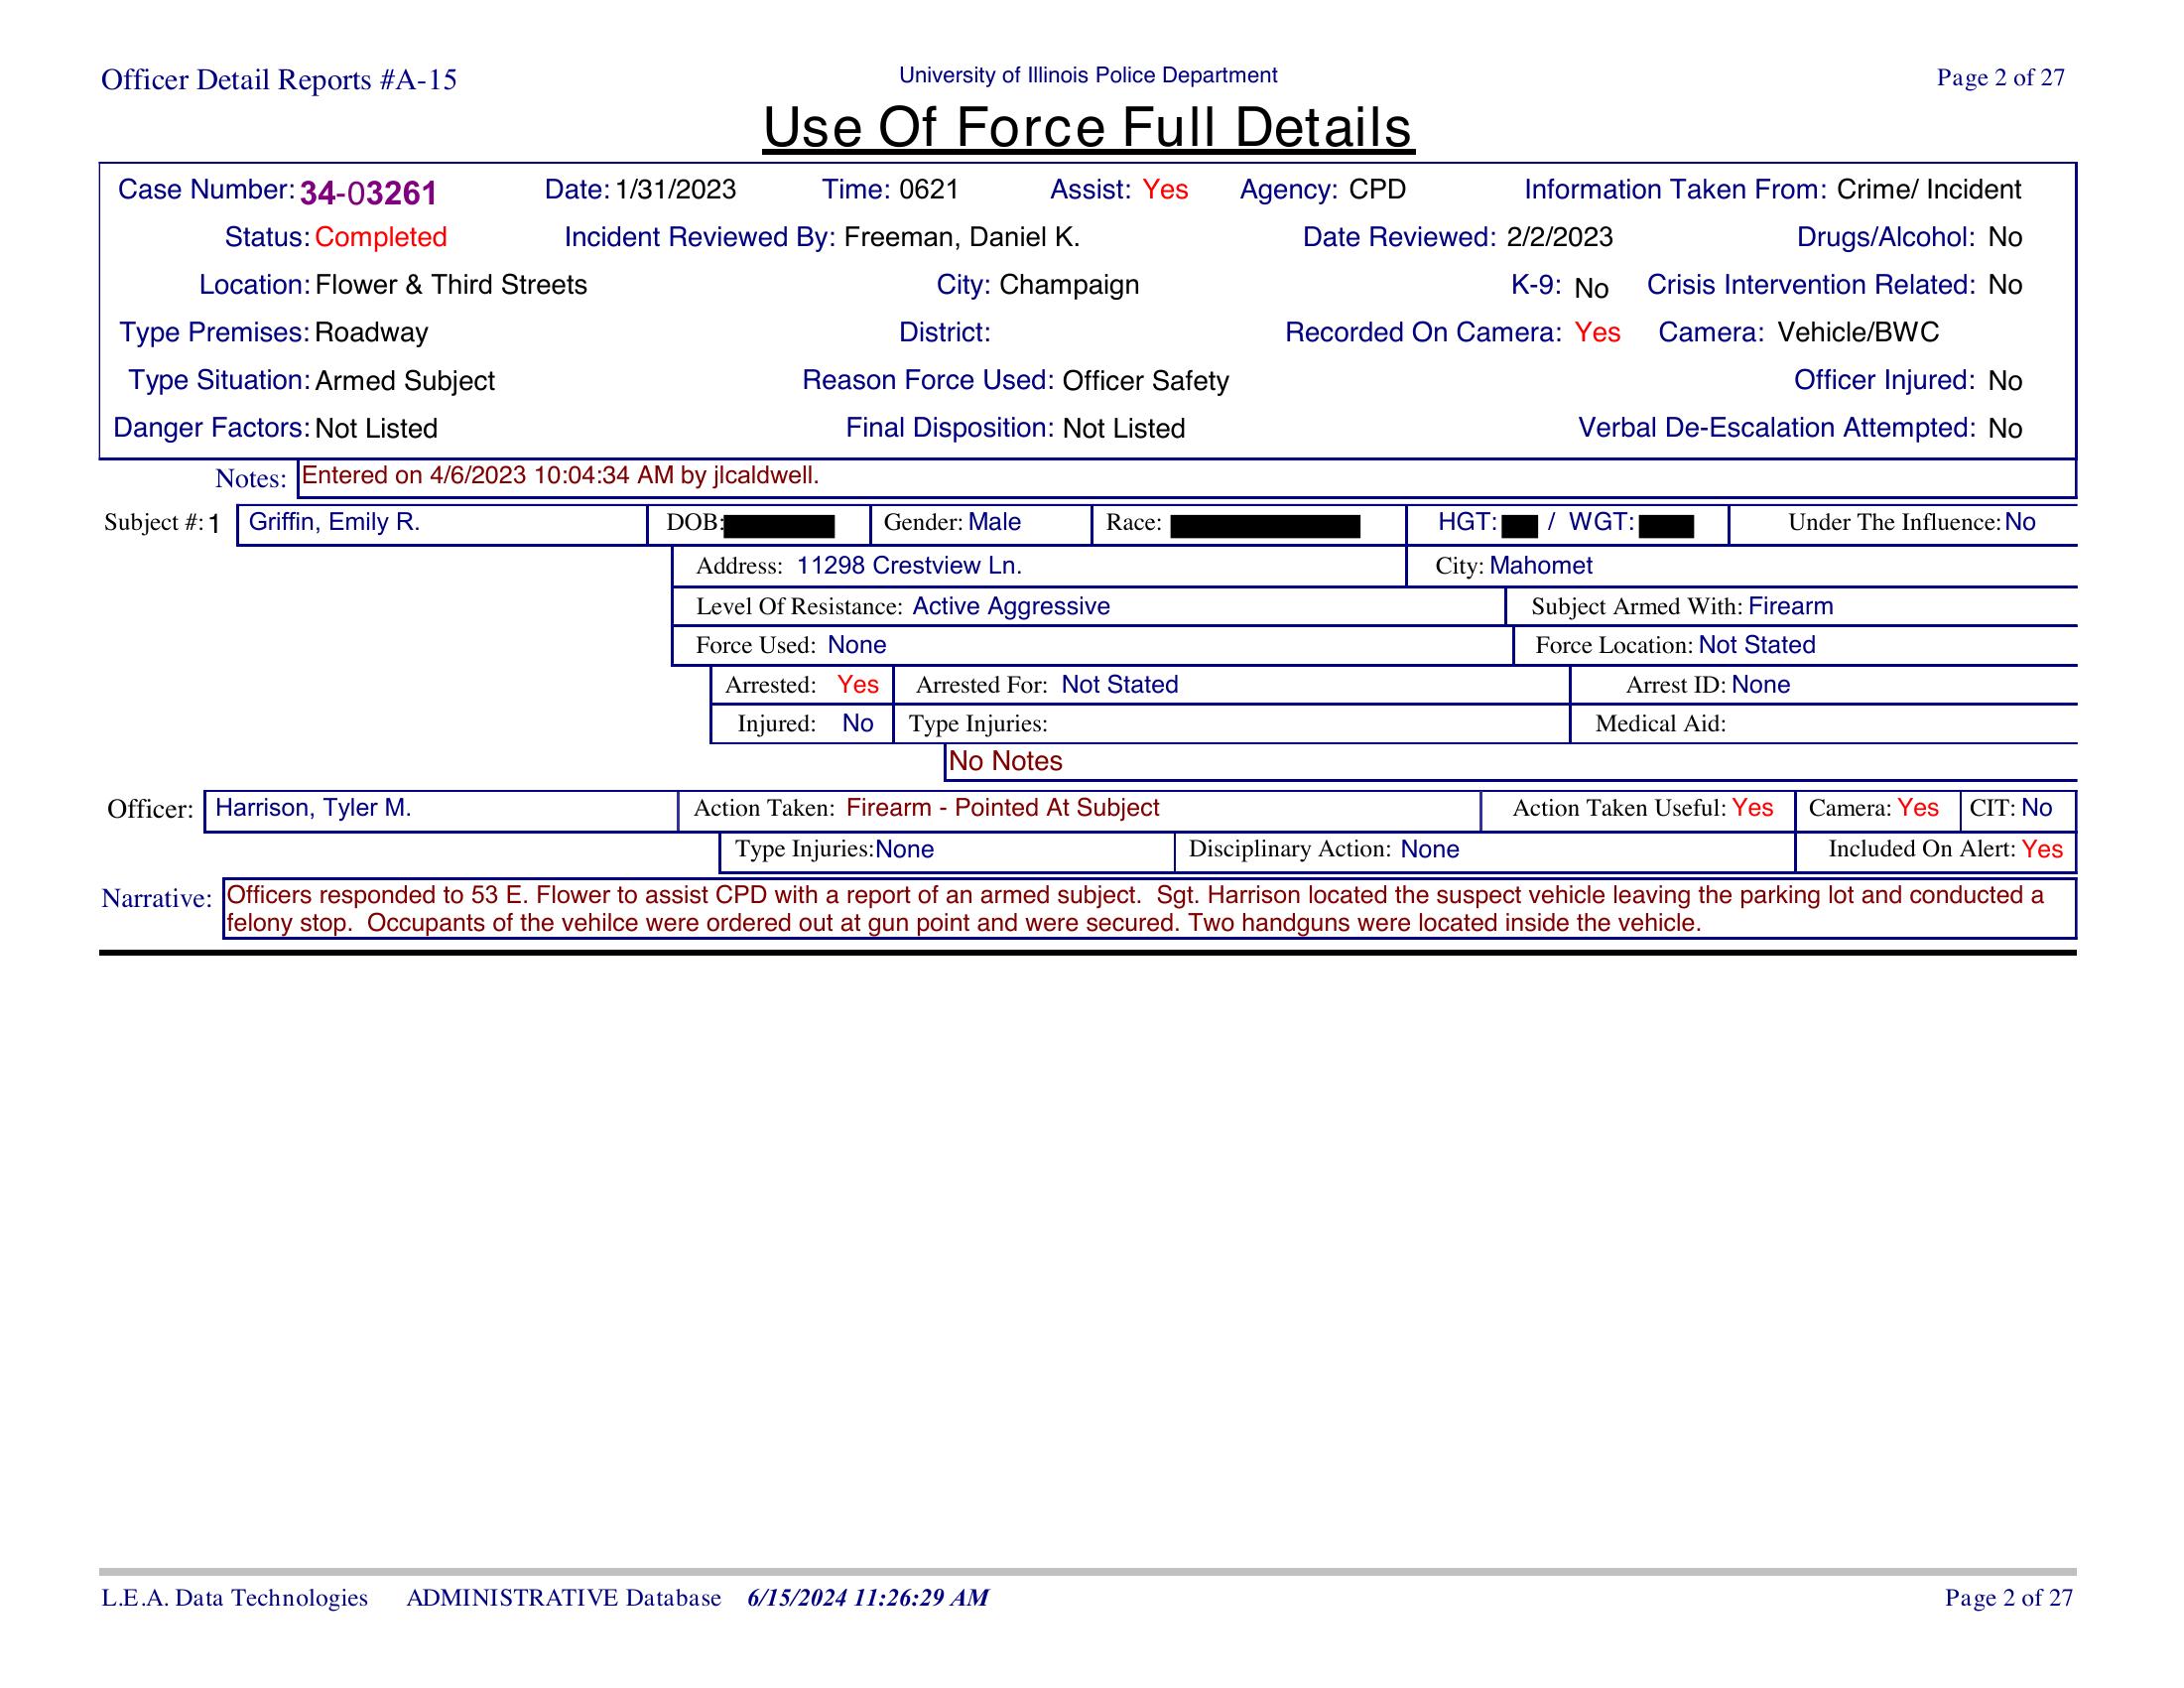 Officer Detail Reports #A-15 University of Illinois Police Department Page 2 of 27
Use Of Force Full Details
Case Number: 34-03261 Date: 1/31/2023 Time: 0621 Assist: Yes Agency: CPD Information Taken From: Crime/ Incident
Status: Completed Incident Reviewed By: Freeman, Daniel K. Date Reviewed: 2/2/2023 Drugs/Alcohol: No
Location: Flower & Third Streets City: Champaign K-9: No Crisis Intervention Related: No
Type Premises: Roadway District: Recorded On Camera: Yes Camera: Vehicle/BWC
Type Situation: Armed Subject Reason Force Used: Officer Safety Officer Injured: No
Danger Factors: Not Listed Final Disposition: Not Listed Verbal De-Escalation Attempted: No
Notes: Entered on 4/6/2023 10:04:34 AM by jlcaldwell.
Subject #: 1 Griffin, Emily R. DOB: Gender: Male Race: HGT: / WGT: Under The Influence: No
Address: 11298 Crestview Ln. City: Mahomet
Level Of Resistance: Active Aggressive Subject Armed With: Firearm
Force Used: None Force Location: Not Stated
Arrested: Yes Arrested For: Not Stated Arrest ID: None
Injured: No Type Injuries: Medical Aid:
No Notes
Officer: Harrison, Tyler M. Action Taken: Firearm - Pointed At Subject Action Taken Useful: Yes Camera: Yes CIT: No
Type Injuries: None Disciplinary Action: None Included On Alert: Yes
Narrative: Officers responded to 53 E. Flower to assist CPD with a report of an armed subject. Sgt. Harrison located the suspect vehicle leaving the parking lot and conducted a
felony stop. Occupants of the vehilce were ordered out at gun point and were secured. Two handguns were located inside the vehicle.
L.E.A. Data Technologies ADMINISTRATIVE Database 6/15/2024 11:26:29 AM Page 2 of 27